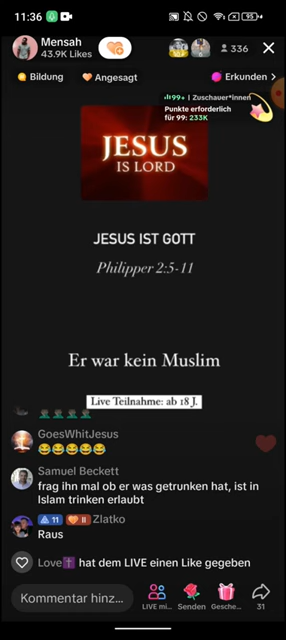 11:36
95
Mensah
43.9K Likes
336
Bildung
Angesagt
Erkunden
99+ | Zuschauer*innen
Punkte erforderlich
für 99: 233K
JESUS
IS LORD
JESUS IST GOTT
Philipper 2:5-11
Er war kein Muslim
Live Teilnahme: ab 18 J.
GoesWhitJesus
😂😂😂😂😂
Samuel Beckett
frag ihn mal ob er was getrunken hat, ist in
Islam trinken erlaubt
11 II Zlatko
Raus
Love✝️ hat dem LIVE einen Like gegeben
Kommentar hinz...
LIVE mi...
Senden
Gesche...
31